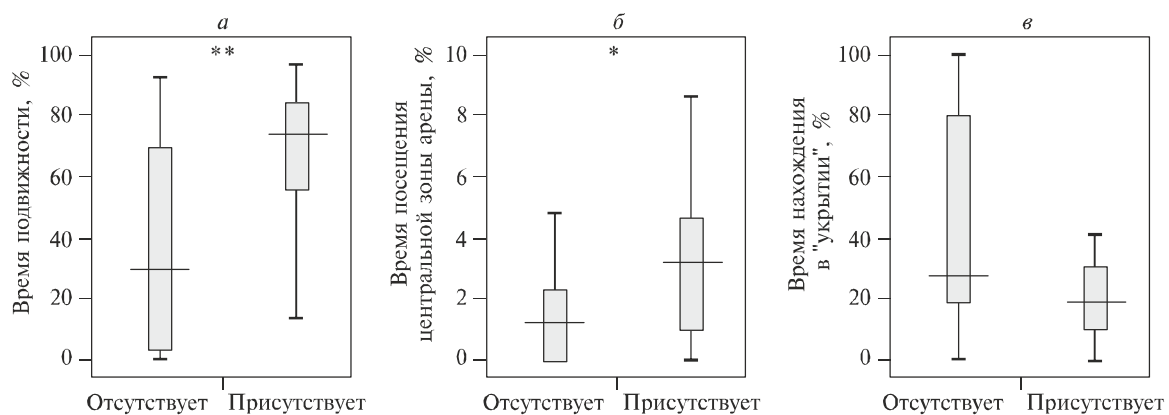 а
Время подвижности, %
**
100
80
60
40
20
0
Отсутствует Присутствует
б
Время посещения
центральной зоны арены, %
*
100
8
6
4
2
0
Отсутствует Присутствует
в
Время нахождения
в "укрытии", %
100
80
60
40
20
0
Отсутствует Присутствует